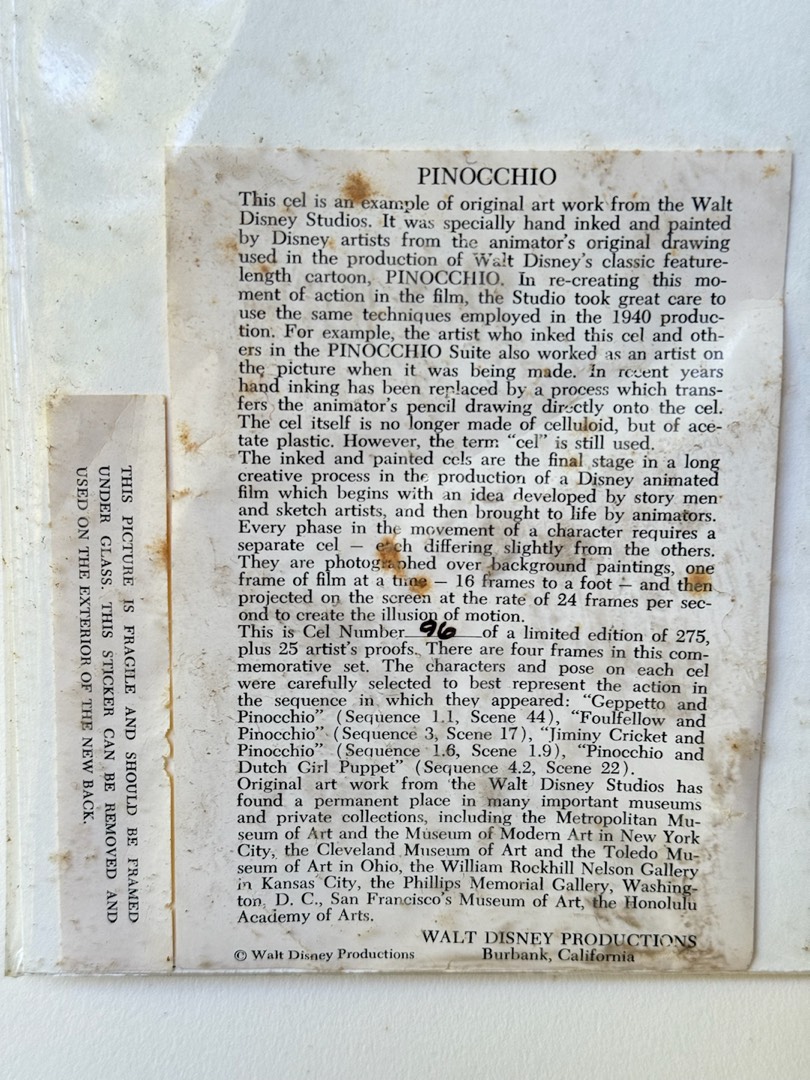 PINOCCHIO
This cel is an example of original art work from the Walt
Disney Studios. It was specially hand inked and painted
by Disney artists from the animator's original drawing
used in the production of Walt Disney's classic feature-
length cartoon, PINOCCHIO. In re-creating this mo-
ment of action in the film, the Studio took great care to
use the same techniques employed in the 1940 produc-
tion. For example, the artist who inked this cel and oth-
ers in the PINOCCHIO Suite also worked as an artist on
the picture when it was being made. In recent years
hand inking has been replaced by a process which trans-
fers the animator's pencil drawing directly onto the cel.
The cel itself is no longer made of celluloid, but of ace-
tate plastic. However, the term "cel" is still used.
The inked and painted cels are the final stage in a long
creative process in the production of a Disney animated
film which begins with an idea developed by story men
and sketch artists, and then brought to life by animators.
Every phase in the movement of a character requires a
separate cel — each differing slightly from the others.
They are photographed over background paintings, one
frame of film at a time — 16 frames to a foot — and then
projected on the screen at the rate of 24 frames per sec-
ond to create the illusion of motion.
This is Cel Number 96 of a limited edition of 275,
plus 25 artist's proofs. There are four frames in this com-
memorative set. The characters and pose on each cel
were carefully selected to best represent the action in
the sequence in which they appeared: "Geppetto and
Pinocchio" (Sequence 1.1, Scene 44), "Foulfellow and
Pinocchio" (Sequence 3, Scene 17), "Jiminy Cricket and
Pinocchio" (Sequence 1.6, Scene 1.9), "Pinocchio and
Dutch Girl Puppet" (Sequence 4.2, Scene 22).
Original art work from the Walt Disney Studios has
found a permanent place in many important museums
and private collections, including the Metropolitan Mu-
seum of Art and the Museum of Modern Art in New York
City, the Cleveland Museum of Art and the Toledo Mu-
seum of Art in Ohio, the William Rockhill Nelson Gallery
in Kansas City, the Phillips Memorial Gallery, Washing-
ton, D. C., San Francisco's Museum of Art, the Honolulu
Academy of Arts.
WALT DISNEY PRODUCTIONS
© Walt Disney Productions Burbank, California
THIS PICTURE IS FRAGILE AND SHOULD BE FRAMED
UNDER GLASS. THIS STICKER CAN BE REMOVED AND
USED ON THE EXTERIOR OF THE NEW BACK.